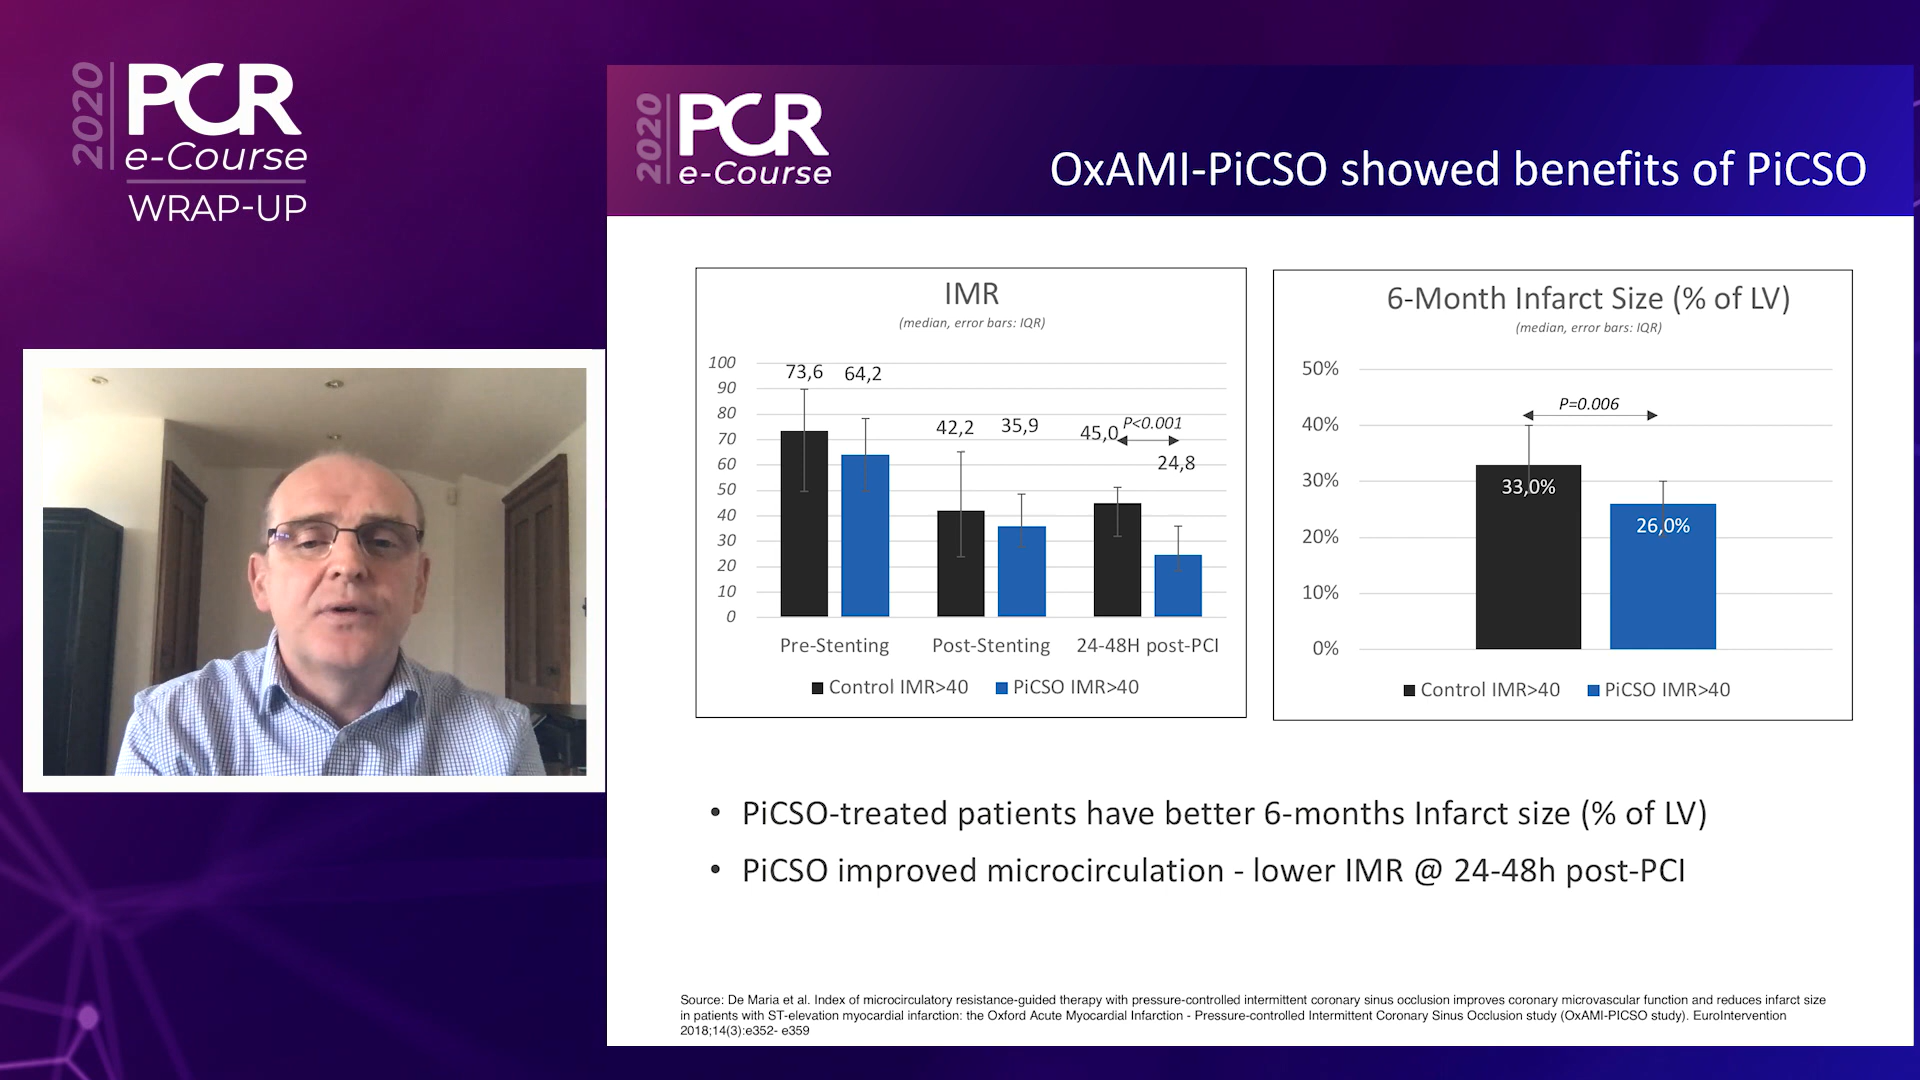 2020
PCR
e-Course
WRAP-UP
2020
PCR
e-Course
OxAMI-PiCSO showed benefits of PiCSO
IMR
(median, error bars: IQR)
100
90
80
70
60
50
40
30
20
10
0
73,6
64,2
42,2
35,9
45,0
P<0.001
24,8
Pre-Stenting
Post-Stenting
24-48H post-PCI
Control IMR>40
PiCSO IMR>40
6-Month Infarct Size (% of LV)
(median, error bars: IQR)
50%
40%
30%
20%
10%
0%
P=0.006
33,0%
26,0%
Control IMR>40
PiCSO IMR>40
• PiCSO-treated patients have better 6-months Infarct size (% of LV)
• PiCSO improved microcirculation - lower IMR @ 24-48h post-PCI
Source: De Maria et al. Index of microcirculatory resistance-guided therapy with pressure-controlled intermittent coronary sinus occlusion improves coronary microvascular function and reduces infarct size
in patients with ST-elevation myocardial infarction: the Oxford Acute Myocardial Infarction - Pressure-controlled Intermittent Coronary Sinus Occlusion study (OxAMI-PICSO study). EuroIntervention
2018;14(3):e352- e359